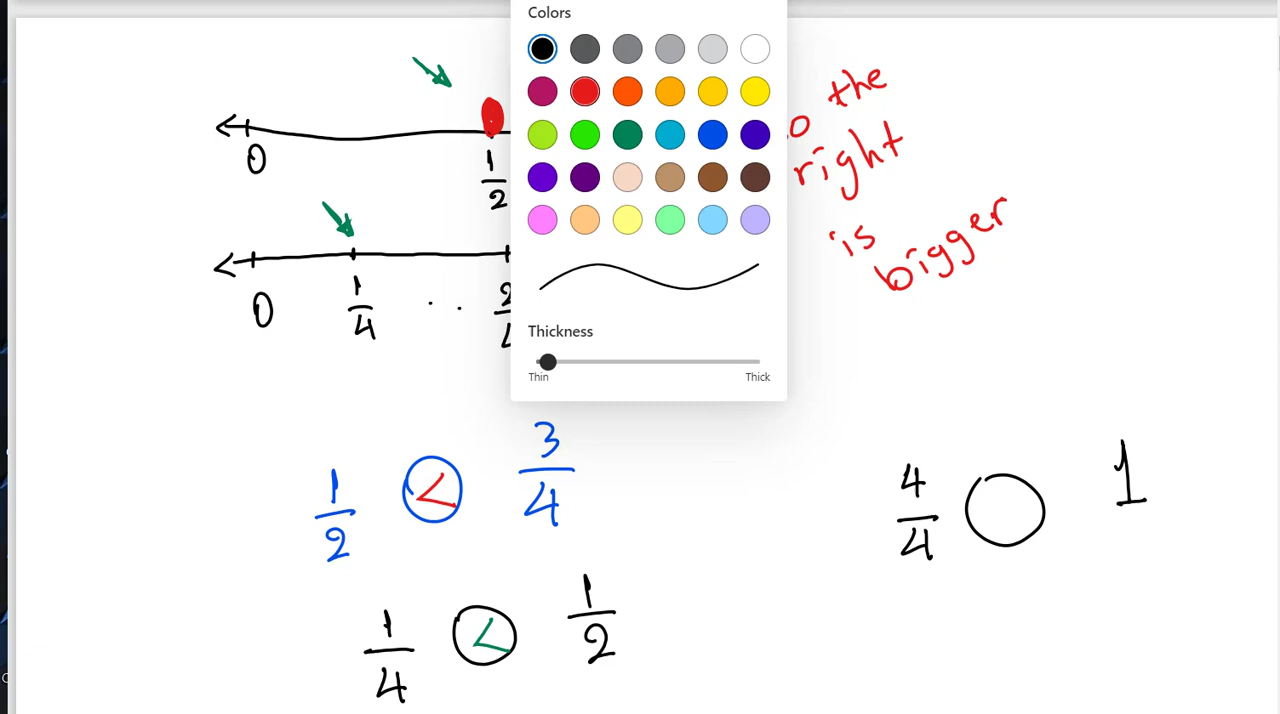 Colors
the
right
is
bigger
0
1/2
0
1/4
. .
Thickness
Thin Thick
1/2 < 3/4
4/4 1
1/4 < 1/2